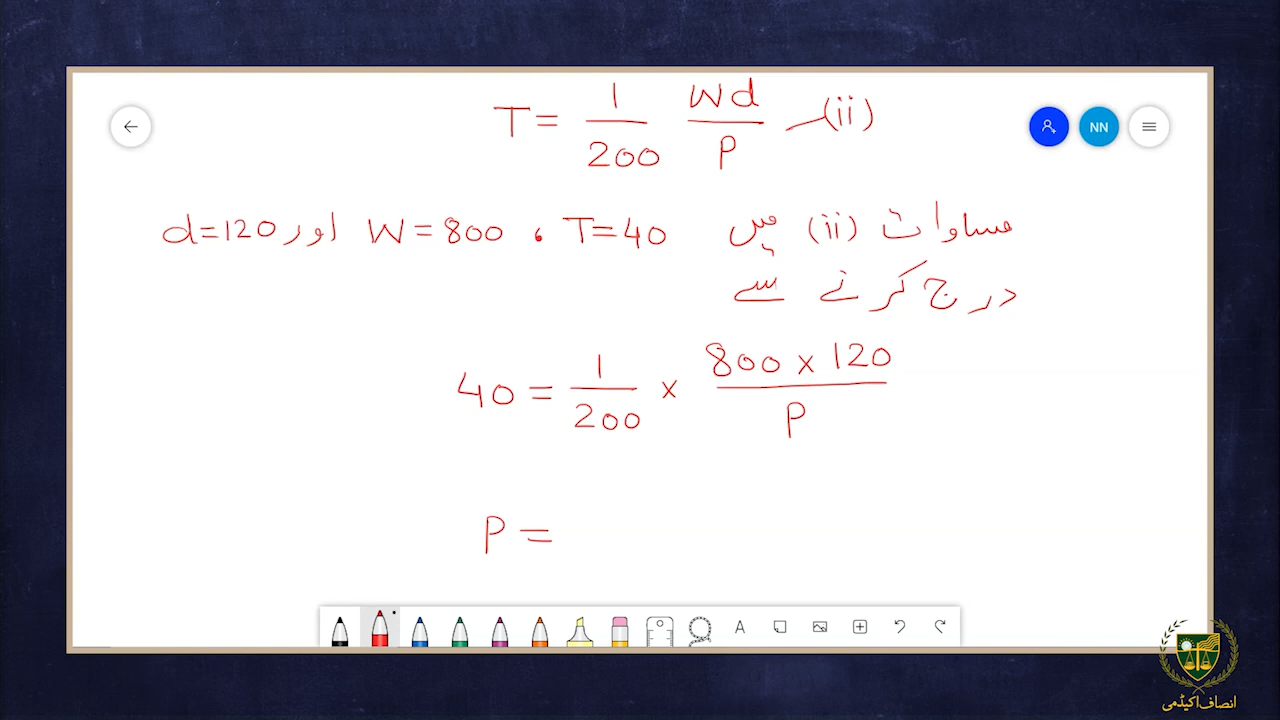 T = 1/200 Wd/P (ii)
مساوات (ii) میں T=40 ، W=800 اور d=120
درج کرنے سے
40 = 1/200 x 800 x 120/P
P =
NN
A
انصاف اکیڈمی